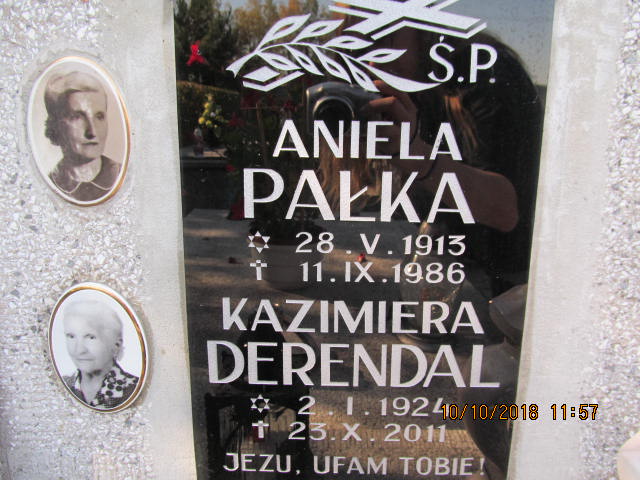 Ś.P.
ANIELA
PAŁKA
✡ 28.V.1913
✝ 11.IX.1986
KAZIMIERA
DERENDAL
✡ 2.I.1924
✝ 23.X.2011
JEZU, UFAM TOBIE!
10/10/2018 11:57